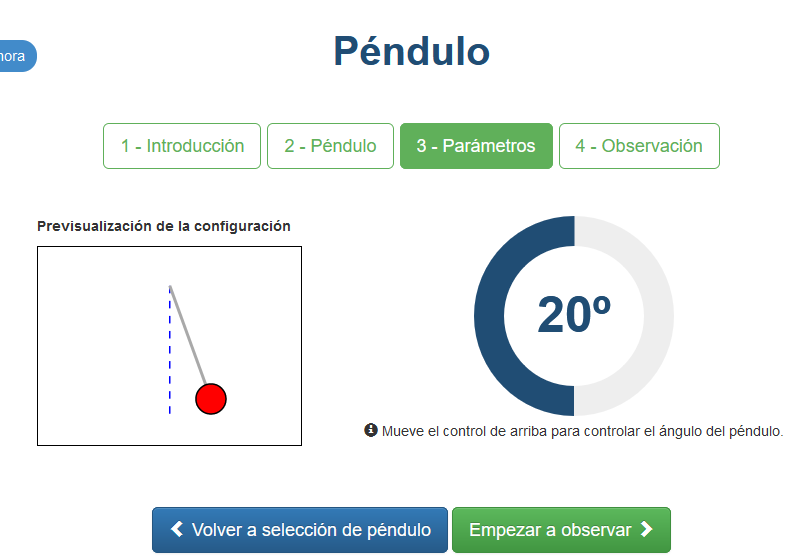 Péndulo
1 - Introducción
2 - Péndulo
3 - Parámetros
4 - Observación
Previsualización de la configuración
20º
Mueve el control de arriba para controlar el ángulo del péndulo.
Volver a selección de péndulo
Empezar a observar